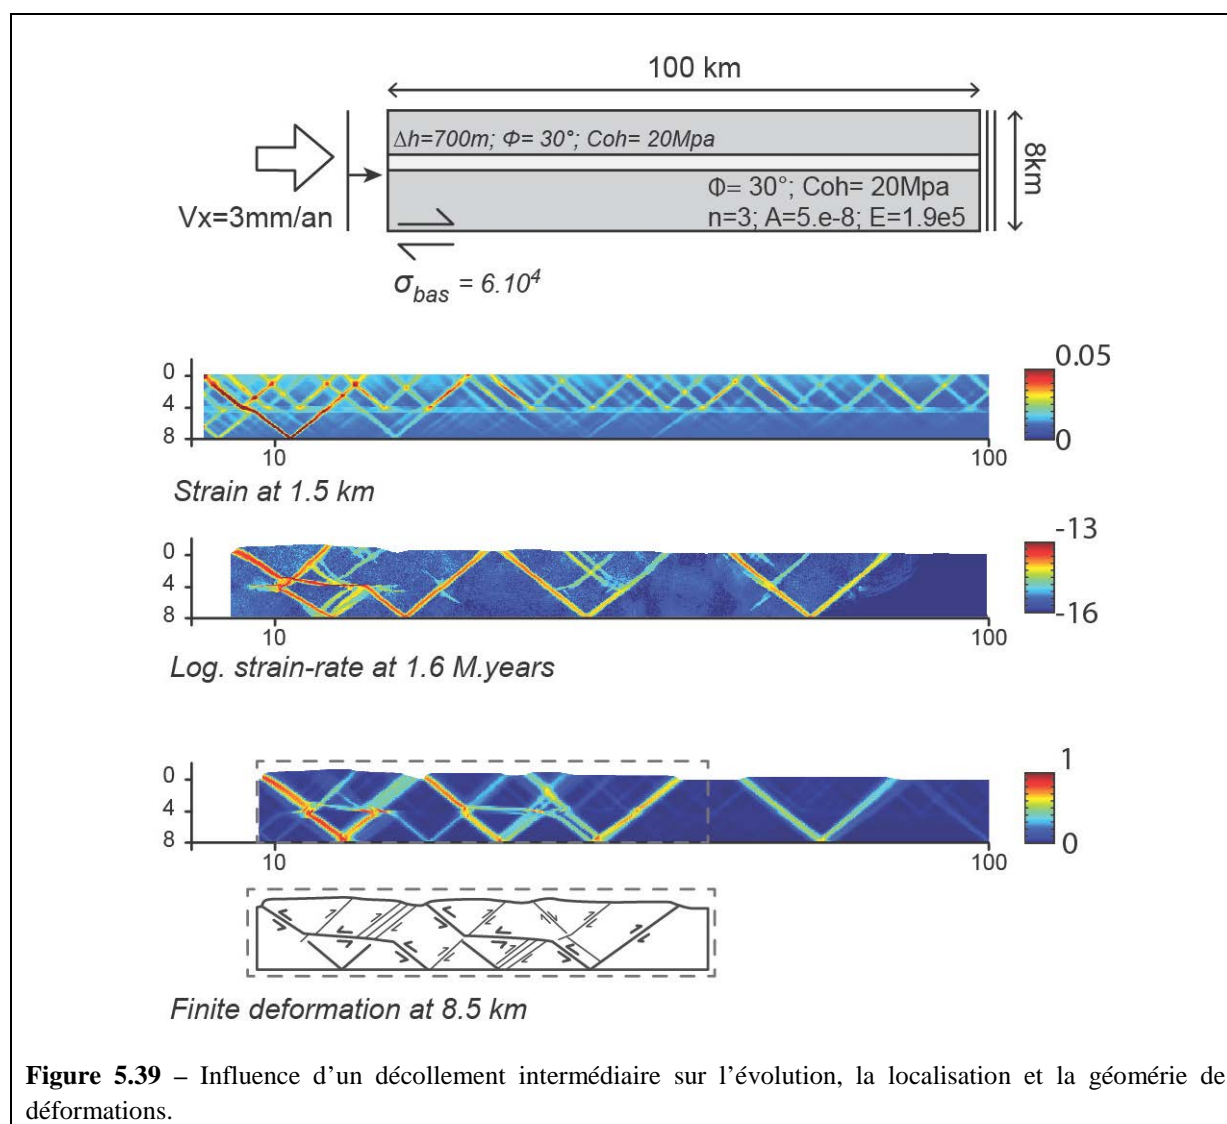 100 km
Δh=700m; Φ= 30°; Coh= 20Mpa
8km
Φ= 30°; Coh= 20Mpa
Vx=3mm/an
n=3; A=5.e-8; E=1.9e5
σbas = 6.10⁴
0.05
0
4
8
0
10
100
Strain at 1.5 km
-13
0
4
8
-16
10
100
Log. strain-rate at 1.6 M.years
1
0
4
8
0
10
100
Finite deformation at 8.5 km
Figure 5.39 – Influence d’un décollement intermédiaire sur l’évolution, la localisation et la géomérie de
déformations.